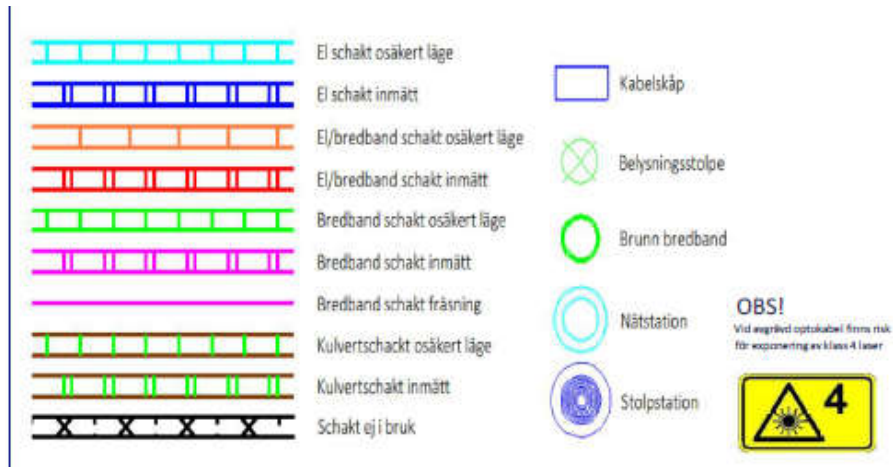 El schakt osäkert läge
El schakt inmätt
El/bredband schakt osäkert läge
El/bredband schakt inmätt
Bredband schakt osäkert läge
Bredband schakt inmätt
Bredband schakt fräsning
Kulvertschackt osäkert läge
Kulvertschakt inmätt
Schakt ej i bruk
Kabelskåp
Belysningsstolpe
Brunn bredband
Nätstation
Stolpstation
OBS!
Vid avgrävd optokabel finns risk
för exponering av klass 4 laser
4